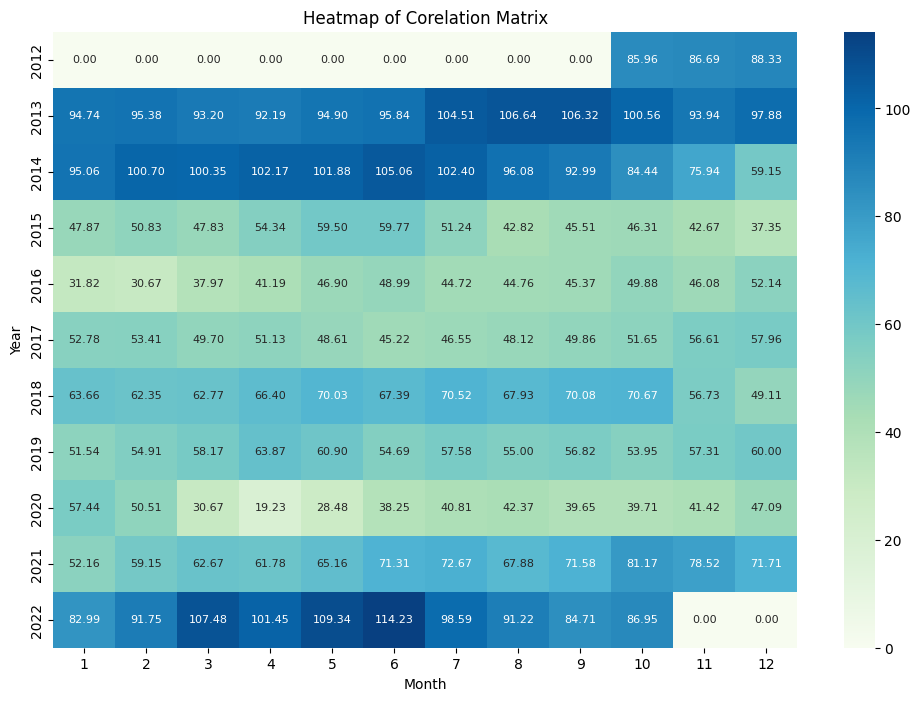 Heatmap of Corelation Matrix
2012 0.00 0.00 0.00 0.00 0.00 0.00 0.00 0.00 0.00 85.96 86.69 88.33
2013 94.74 95.38 93.20 92.19 94.90 95.84 104.51 106.64 106.32 100.56 93.94 97.88
2014 95.06 100.70 100.35 102.17 101.88 105.06 102.40 96.08 92.99 84.44 75.94 59.15
2015 47.87 50.83 47.83 54.34 59.50 59.77 51.24 42.82 45.51 46.31 42.67 37.35
2016 31.82 30.67 37.97 41.19 46.90 48.99 44.72 44.76 45.37 49.88 46.08 52.14
2017 52.78 53.41 49.70 51.13 48.61 45.22 46.55 48.12 49.86 51.65 56.61 57.96
2018 63.66 62.35 62.77 66.40 70.03 67.39 70.52 67.93 70.08 70.67 56.73 49.11
2019 51.54 54.91 58.17 63.87 60.90 54.69 57.58 55.00 56.82 53.95 57.31 60.00
2020 57.44 50.51 30.67 19.23 28.48 38.25 40.81 42.37 39.65 39.71 41.42 47.09
2021 52.16 59.15 62.67 61.78 65.16 71.31 72.67 67.88 71.58 81.17 78.52 71.71
2022 82.99 91.75 107.48 101.45 109.34 114.23 98.59 91.22 84.71 86.95 0.00 0.00
1 2 3 4 5 6 7 8 9 10 11 12
Month
Year
100
80
60
40
20
0